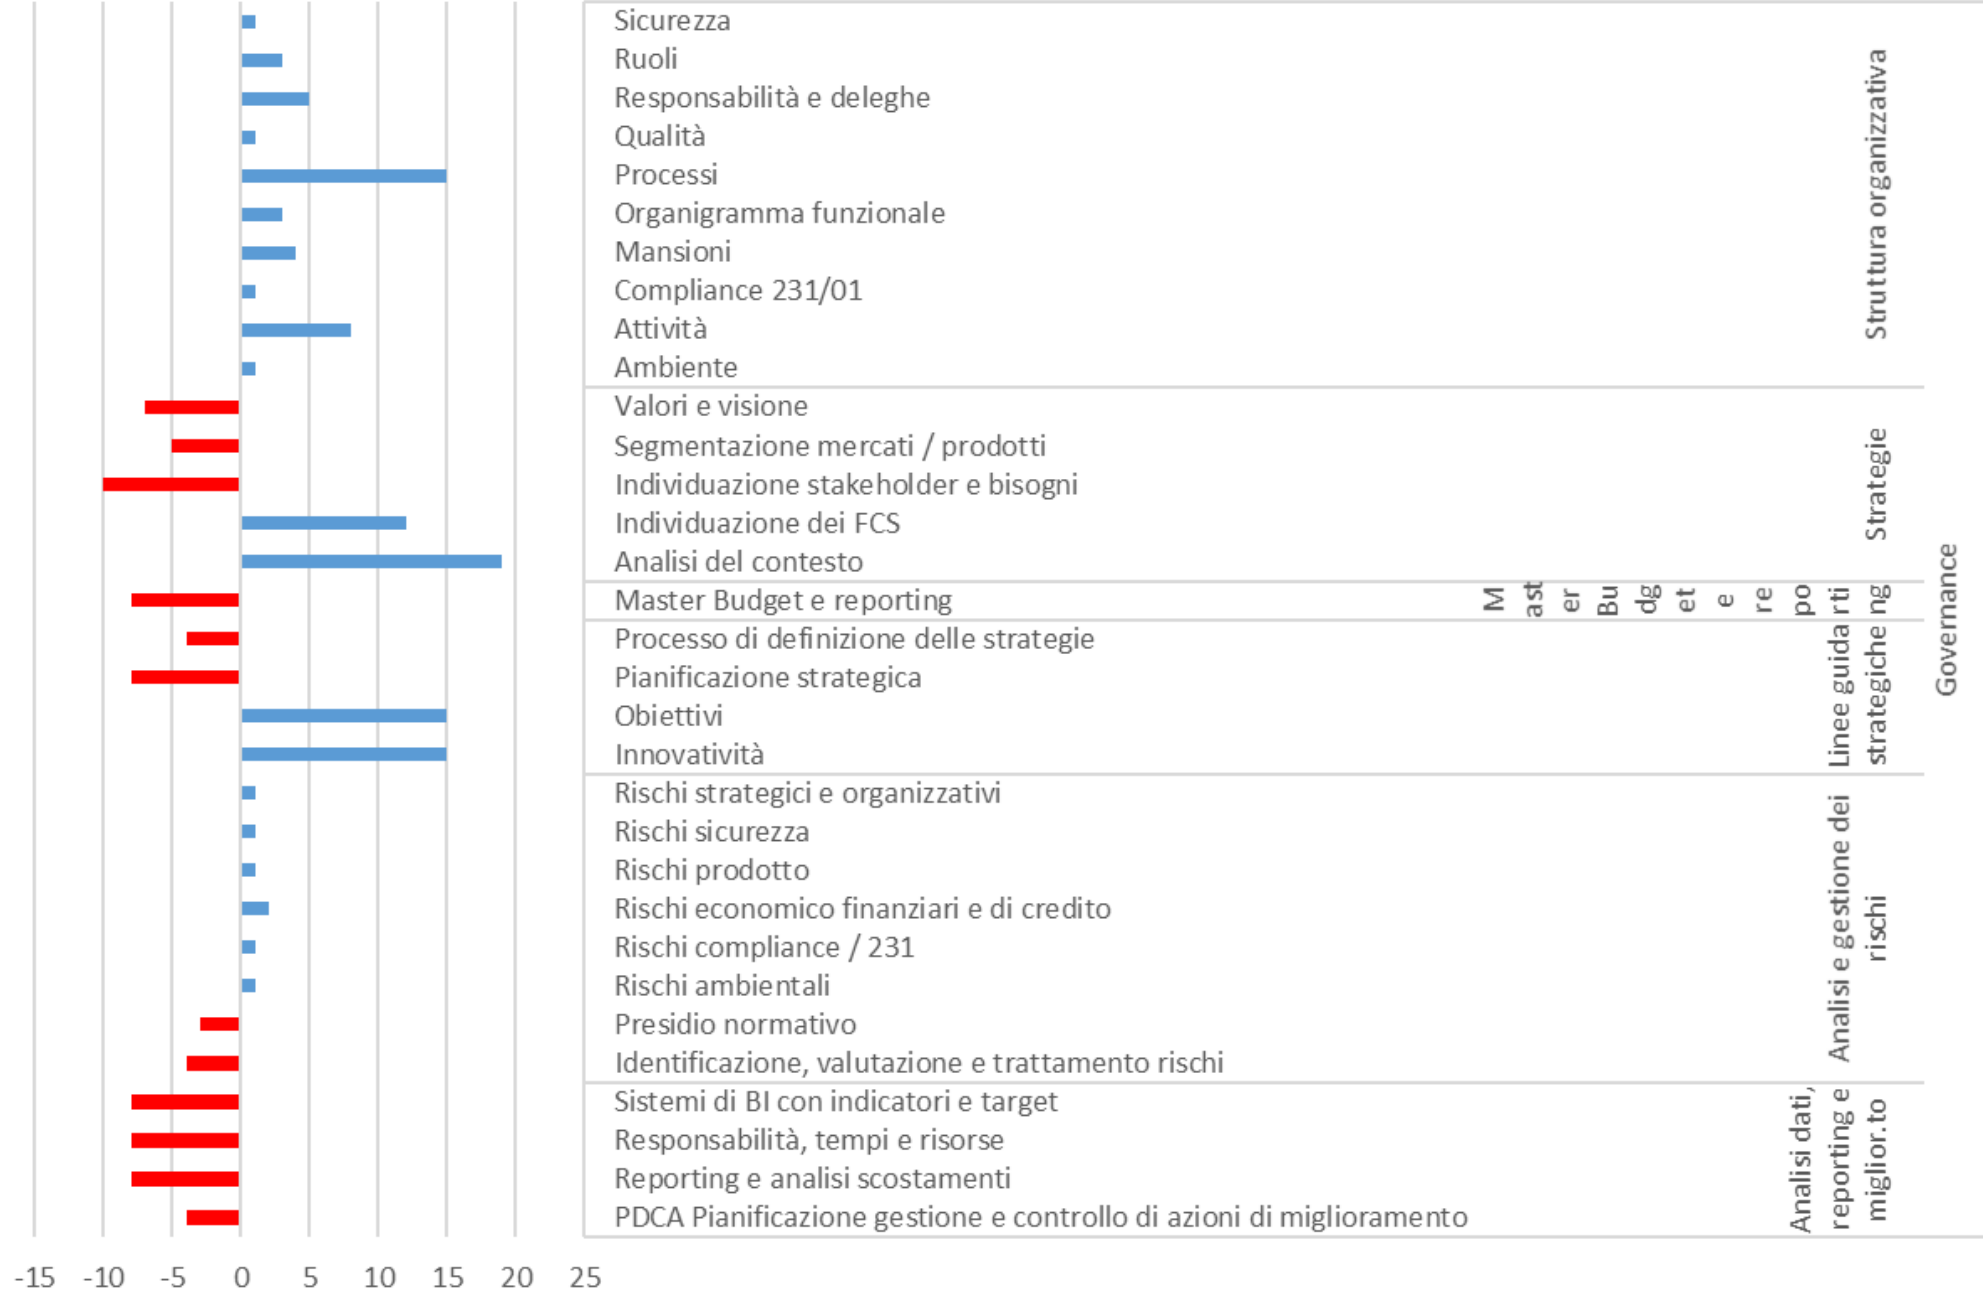 Sicurezza
Ruoli
Responsabilità e deleghe
Qualità
Processi
Organigramma funzionale
Mansioni
Compliance 231/01
Attività
Ambiente
Struttura organizzativa
Valori e visione
Segmentazione mercati / prodotti
Individuazione stakeholder e bisogni
Individuazione dei FCS
Analisi del contesto
Strategie
Master Budget e reporting
M
ast
er
Bu
dg
et
e
re
po
rti
ng
Processo di definizione delle strategie
Pianificazione strategica
Obiettivi
Innovatività
Linee guida
strategiche
Rischi strategici e organizzativi
Rischi sicurezza
Rischi prodotto
Rischi economico finanziari e di credito
Rischi compliance / 231
Rischi ambientali
Presidio normativo
Identificazione, valutazione e trattamento rischi
Analisi e gestione dei
rischi
Sistemi di BI con indicatori e target
Responsabilità, tempi e risorse
Reporting e analisi scostamenti
PDCA Pianificazione gestione e controllo di azioni di miglioramento
Analisi dati,
reporting e
miglior.to
Governance
-15 -10 -5 0 5 10 15 20 25